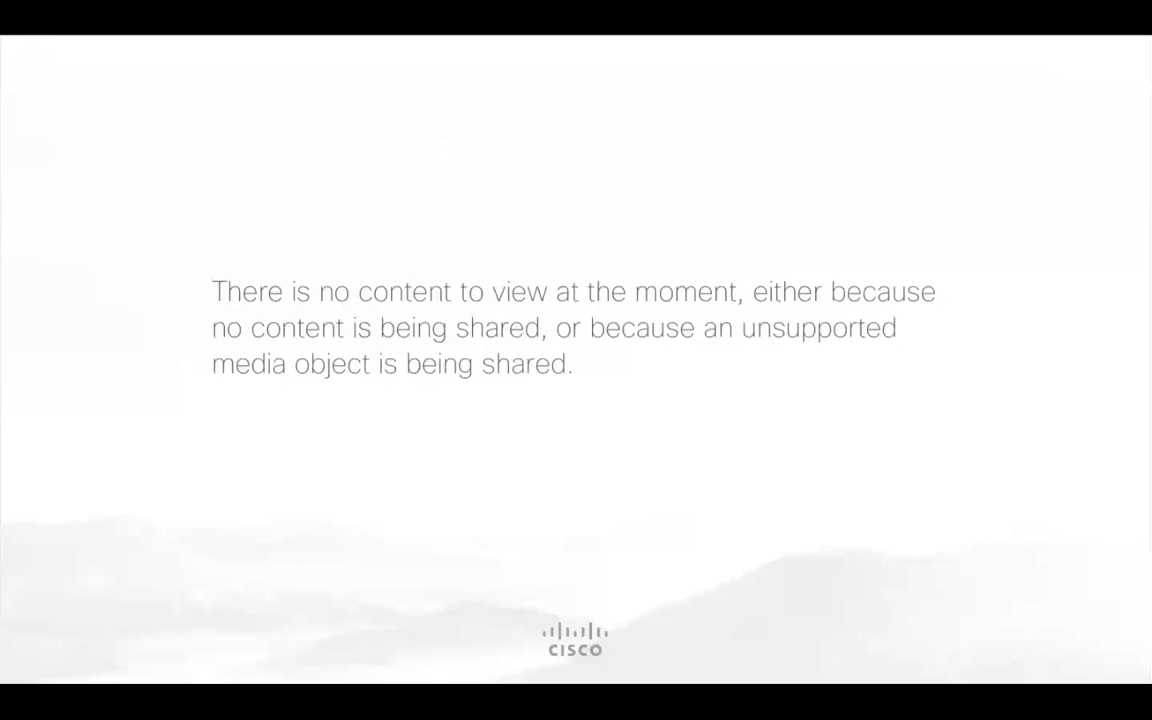 There is no content to view at the moment, either because
no content is being shared, or because an unsupported
media object is being shared.
CISCO